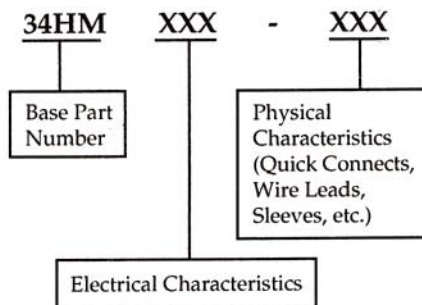 34HM XXX - XXX
Base Part
Number
Physical
Characteristics
(Quick Connects,
Wire Leads,
Sleeves, etc.)
Electrical Characteristics